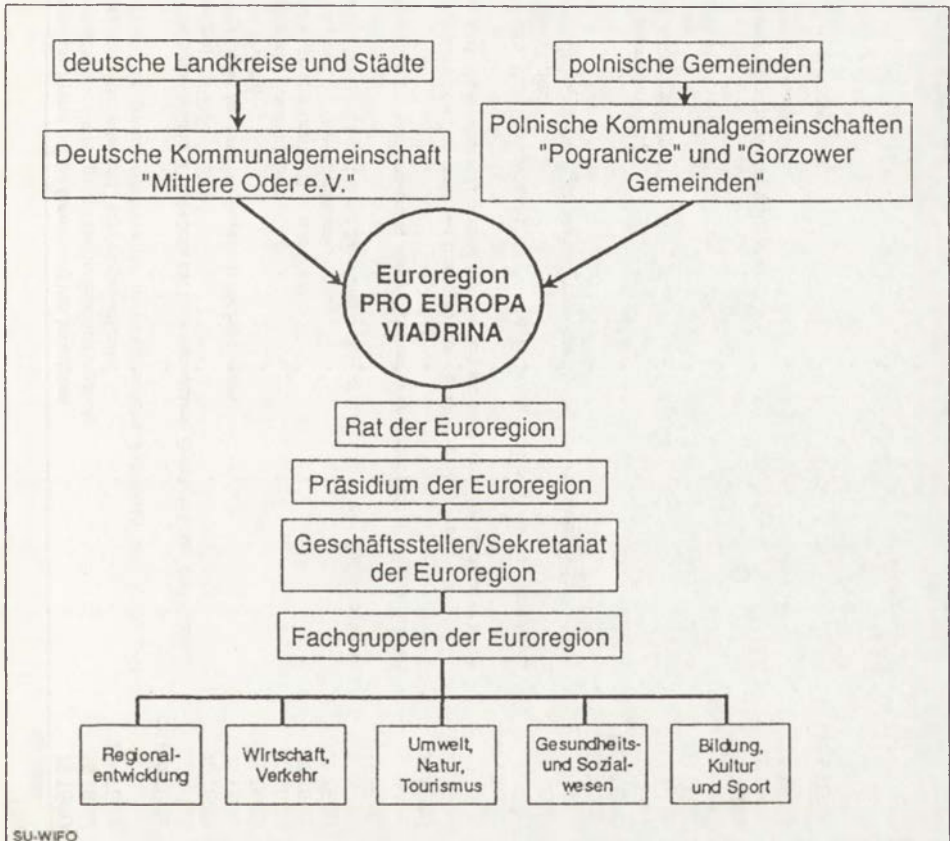 deutsche Landkreise und Städte
polnische Gemeinden
Deutsche Kommunalgemeinschaft
"Mittlere Oder e.V."
Polnische Kommunalgemeinschaften
"Pogranicze" und "Gorzower
Gemeinden"
Euroregion
PRO EUROPA
VIADRINA
Rat der Euroregion
Präsidium der Euroregion
Geschäftsstellen/Sekretariat
der Euroregion
Fachgruppen der Euroregion
Regional-
entwicklung
Wirtschaft,
Verkehr
Umwelt,
Natur,
Tourismus
Gesundheits-
und Sozial-
wesen
Bildung,
Kultur
und Sport
SU-WIFO